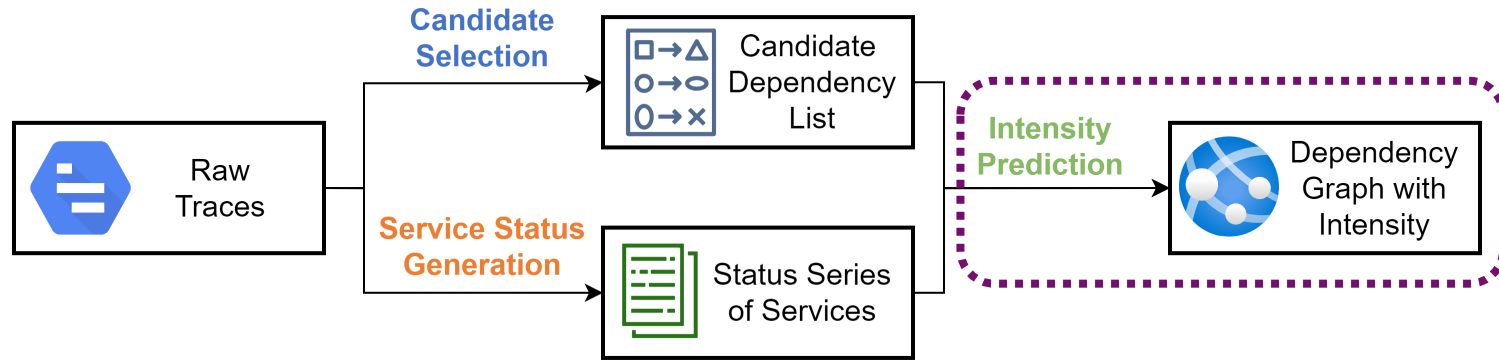 Raw
Traces
Candidate
Selection
Candidate
Dependency
List
Service Status
Generation
Status Series
of Services
Intensity
Prediction
Dependency
Graph with
Intensity